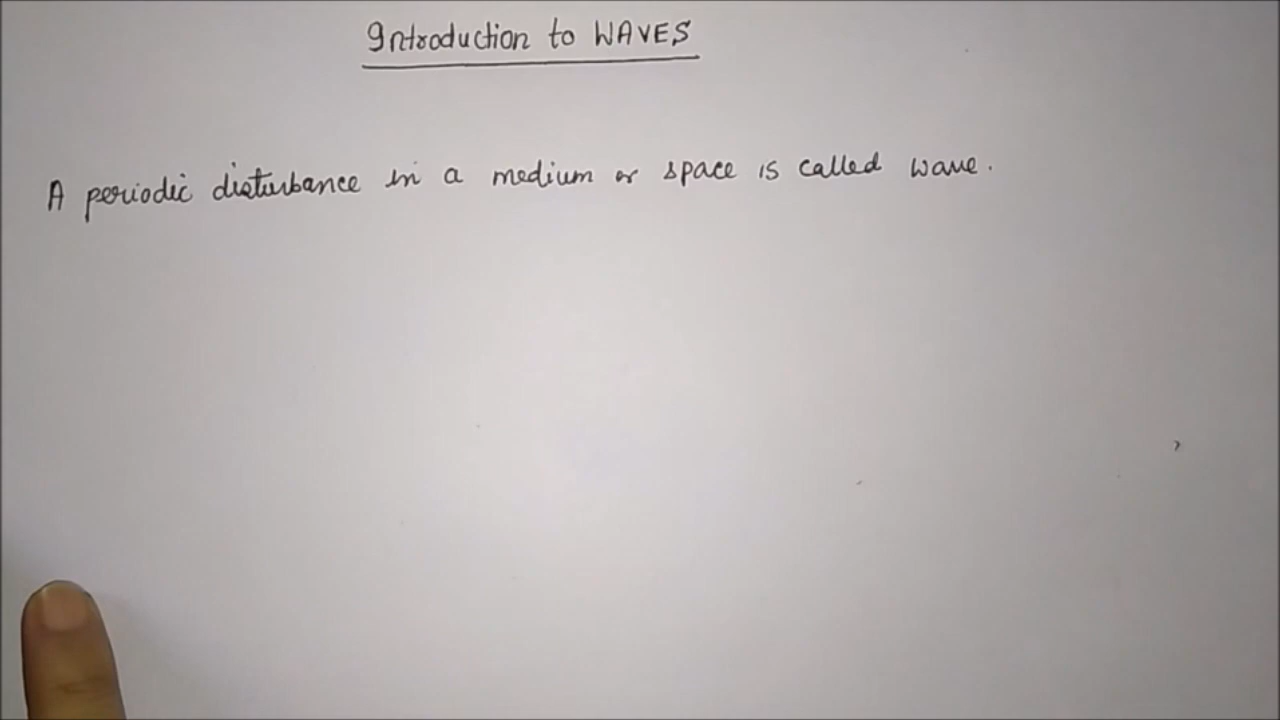 Introduction to WAVES
A periodic disturbance in a medium or space is called wave.